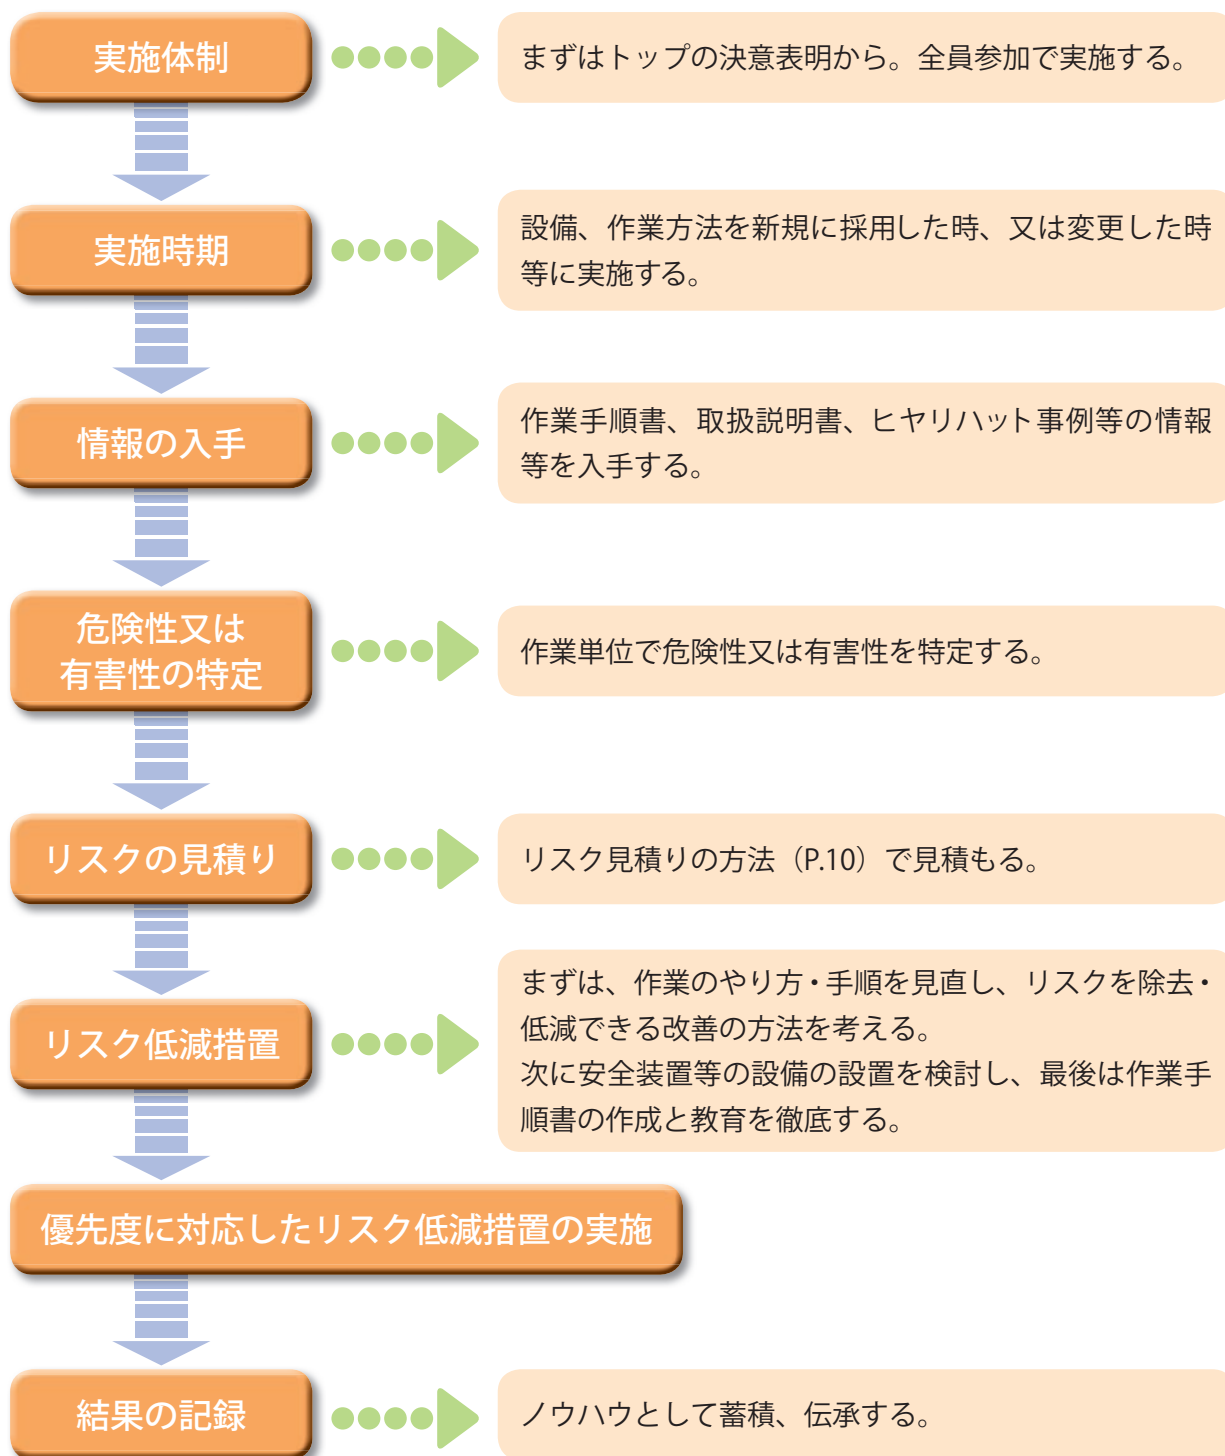 実施体制
まずはトップの決意表明から。全員参加で実施する。
実施時期
設備、作業方法を新規に採用した時、又は変更した時
等に実施する。
情報の入手
作業手順書、取扱説明書、ヒヤリハット事例等の情報
等を入手する。
危険性又は
有害性の特定
作業単位で危険性又は有害性を特定する。
リスクの見積り
リスク見積りの方法（P.10）で見積もる。
リスク低減措置
まずは、作業のやり方・手順を見直し、リスクを除去・
低減できる改善の方法を考える。
次に安全装置等の設備の設置を検討し、最後は作業手
順書の作成と教育を徹底する。
優先度に対応したリスク低減措置の実施
結果の記録
ノウハウとして蓄積、伝承する。